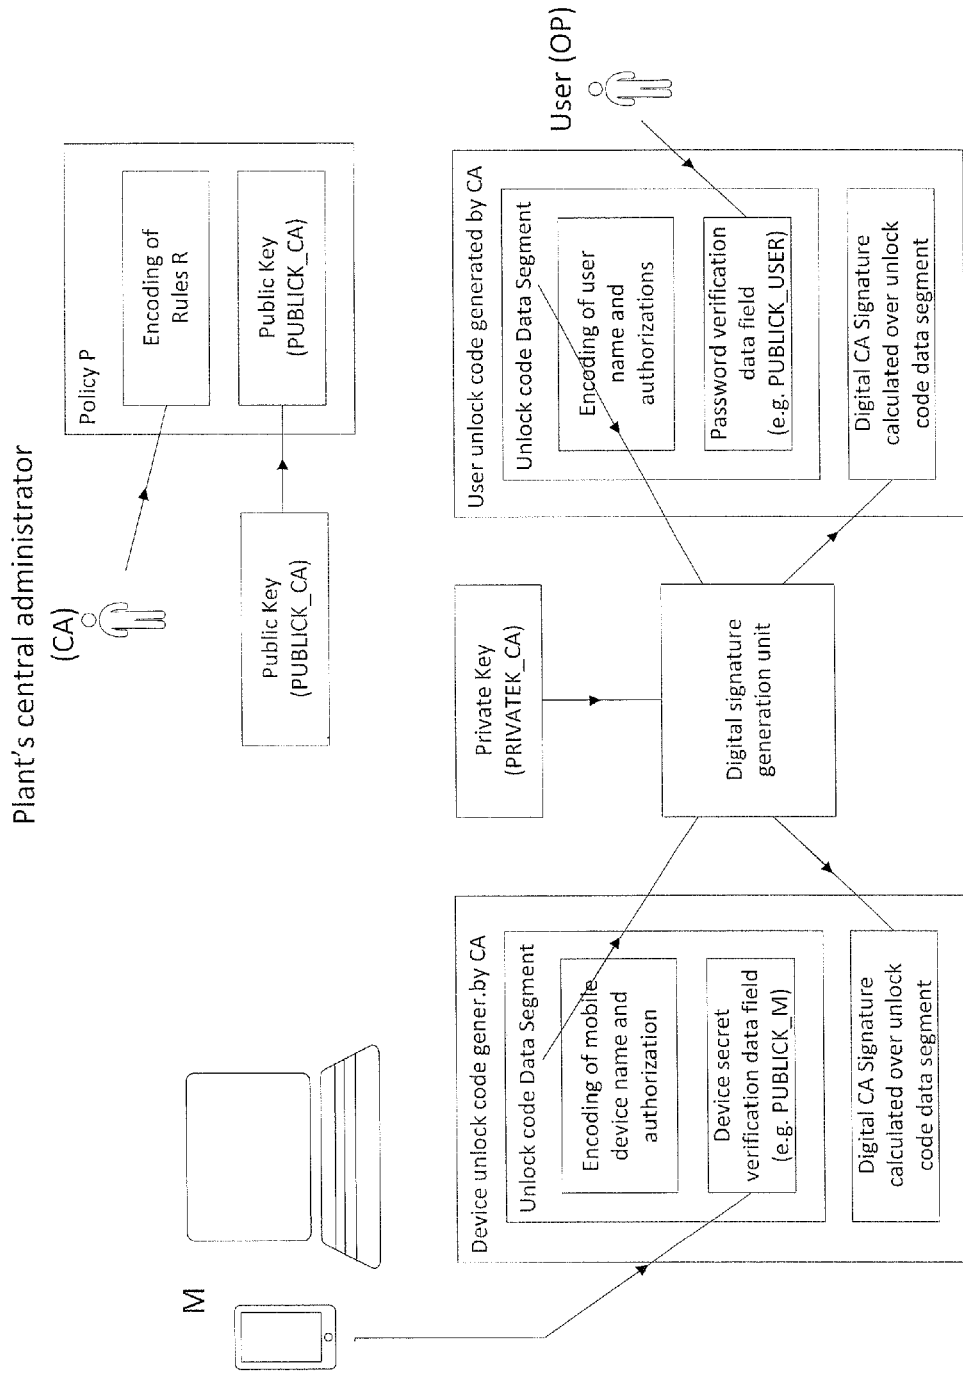 Plant's central administrator
(CA)
Policy P
Encoding of
Rules R
Public Key
(PUBLICK_CA)
Public Key
(PUBLICK_CA)
M
Device unlock code gener.by CA
Unlock code Data Segment
Encoding of mobile
device name and
authorization
Device secret
verification data field
(e.g. PUBLICK_M)
Digital CA Signature
calculated over unlock
code data segment
Private Key
(PRIVATEK_CA)
Digital signature
generation unit
User unlock code generated by CA
Unlock code Data Segment
Encoding of user
name and
authorizations
Password verification
data field
(e.g. PUBLICK_USER)
Digital CA Signature
calculated over unlock
code data segment
User (OP)